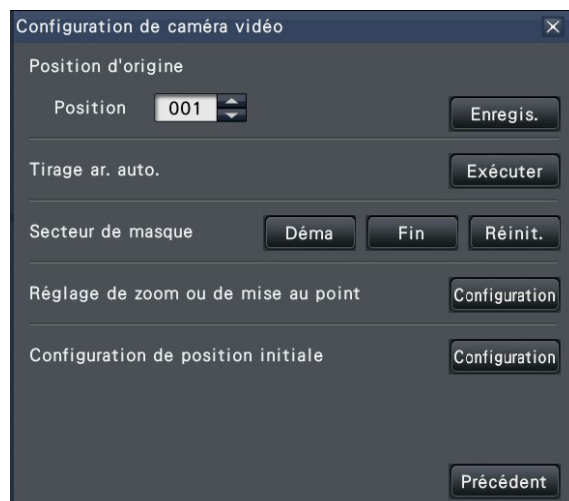 Configuration de caméra vidéo
Position d'origine
Position 001 Enregis.
Tirage ar. auto. Exécuter
Secteur de masque Déma Fin Réinit.
Réglage de zoom ou de mise au point Configuration
Configuration de position initiale Configuration
Précédent